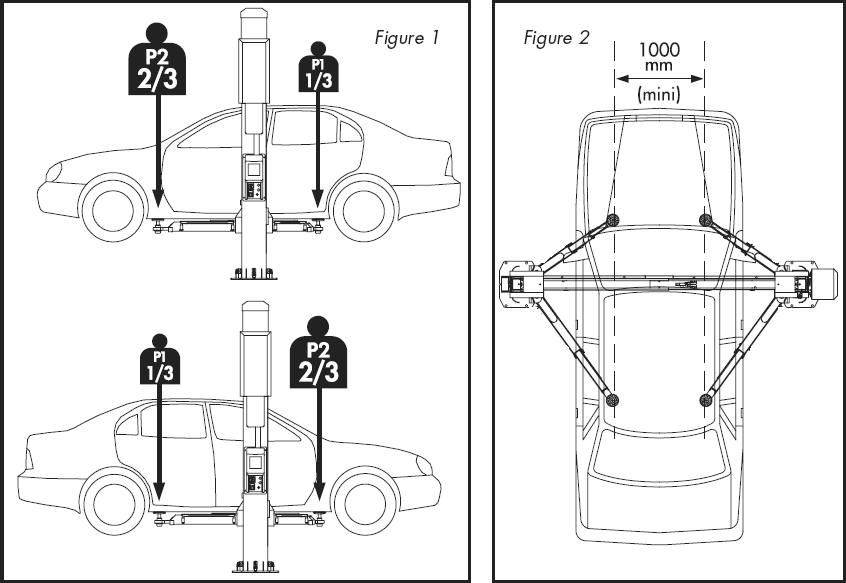 Figure 1
P2
2/3
P1
1/3
P1
1/3
P2
2/3
Figure 2
1000
mm
(mini)